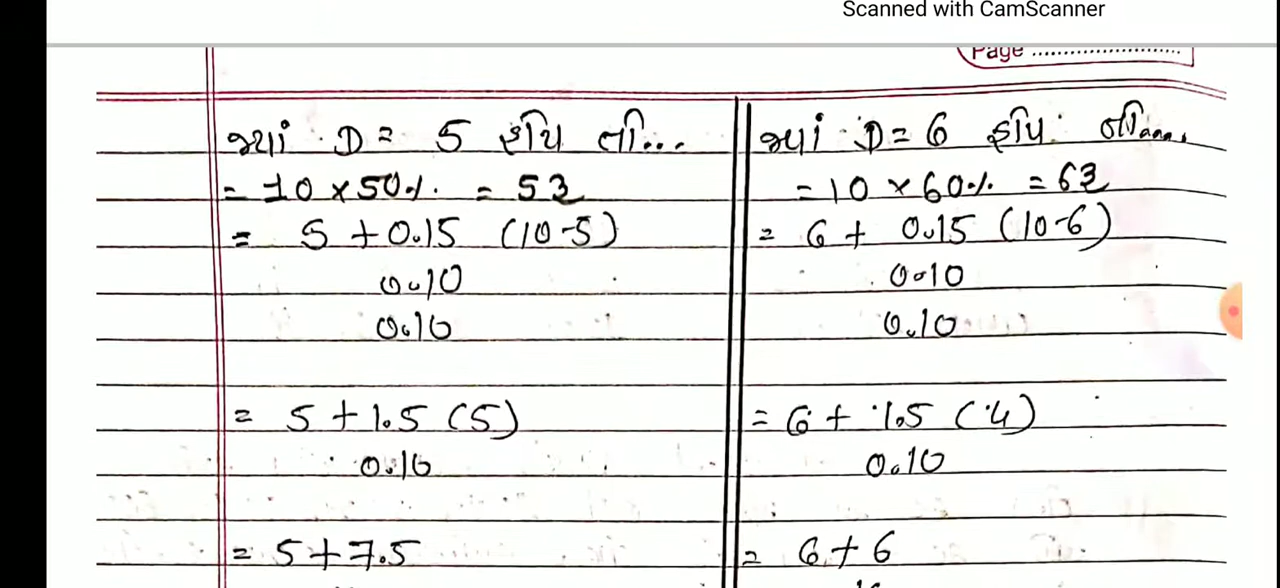 Scanned with CamScanner
Page
જ્યાં D = 5 હોય તો...
= 10 × 50% = 5રૂ
= 5 + 0.15 (10-5)
0.10
0.10
= 5 + 1.5 (5)
0.10
= 5 + 7.5
જ્યાં D = 6 હોય તો....
= 10 × 60% = 6રૂ
= 6 + 0.15 (10-6)
0.10
0.10
= 6 + 1.5 (4)
0.10
= 6 + 6